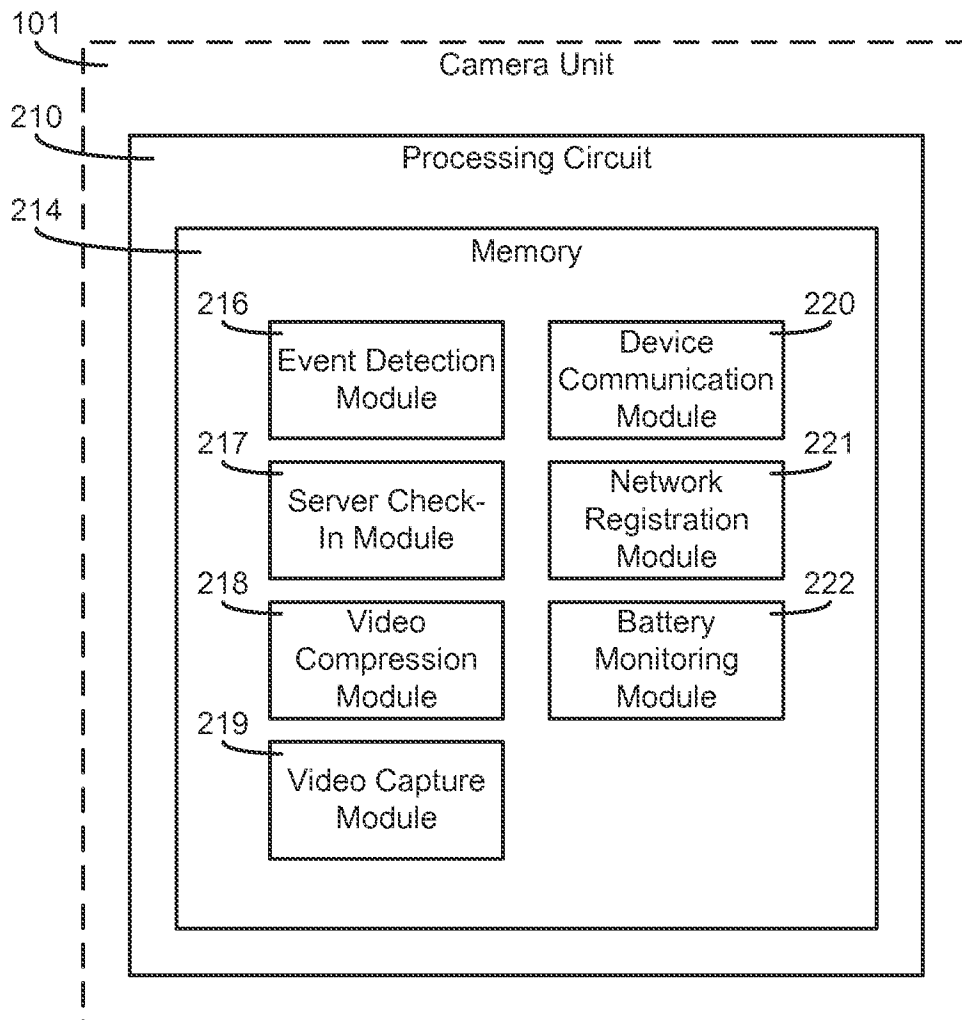 101
Camera Unit
210
Processing Circuit
214
Memory
216
Event Detection
Module
220
Device
Communication
Module
217
Server Check-
In Module
221
Network
Registration
Module
218
Video
Compression
Module
222
Battery
Monitoring
Module
219
Video Capture
Module